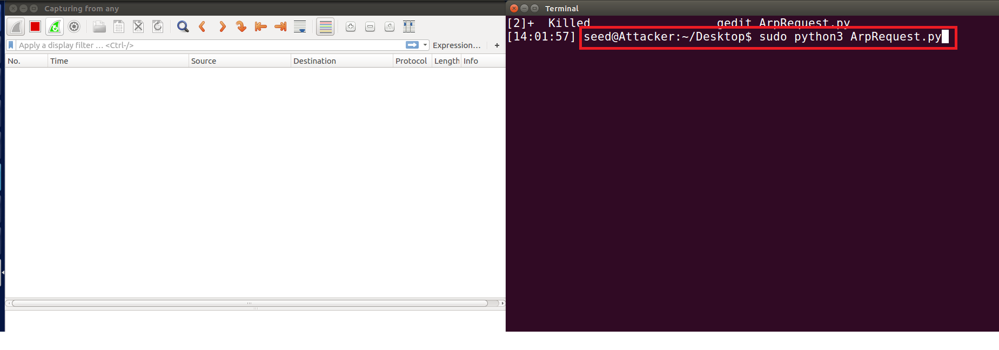 Capturing from any
Apply a display filter … <Ctrl-/>
Expression… +
No. Time Source Destination Protocol Length Info
Terminal
[2]+ Killed gedit ArpRequest.py
[14:01:57] seed@Attacker:~/Desktop$ sudo python3 ArpRequest.py